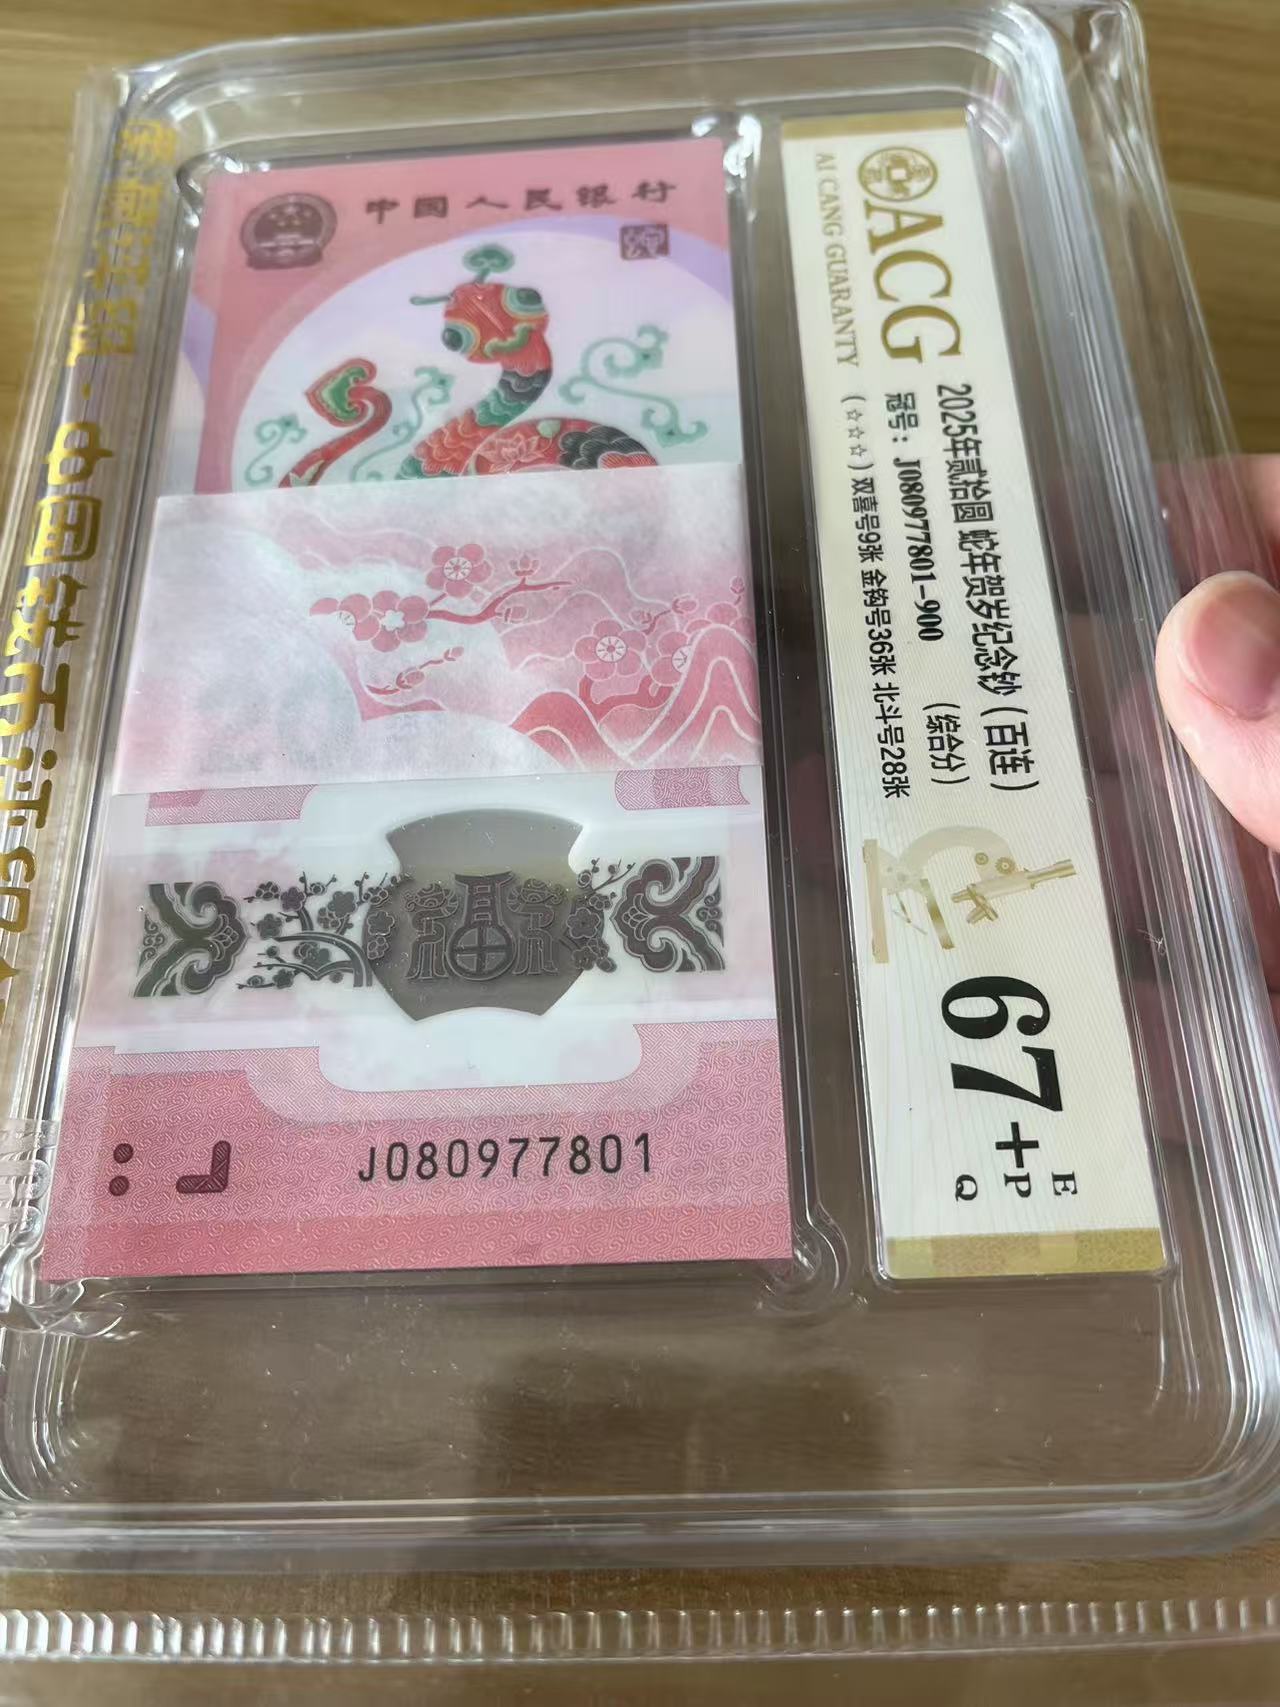 中國人民銀行
J080977801
ACG
AI CANG GUARANTY
2025年贰拾圆 蛇年贺岁纪念钞（百连）
冠号：J080977801-900 （综合分）
（☆☆☆）双喜号9张 金钩号36张 北斗号28张
67+
E
P
Q